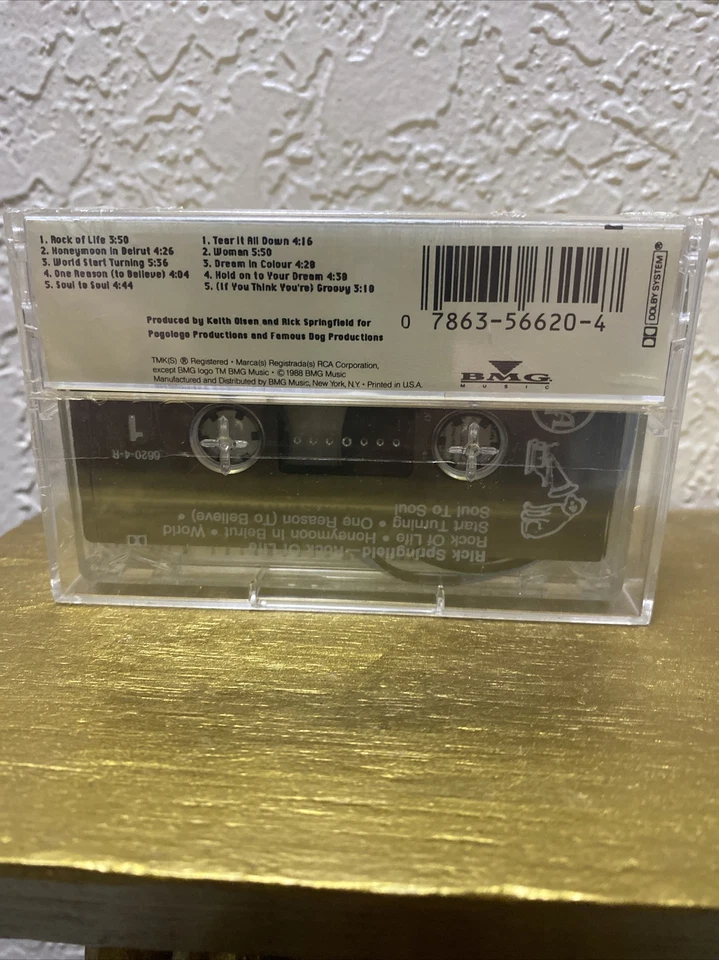 1. Rock of Life 3:50
2. Honeymoon in Beirut 4:26
3. World Start Turning 5:36
4. One Reason (to Believe) 4:04
5. Soul to Soul 4:44
1. Tear It All Down 4:16
2. Woman 5:50
3. Dream in Colour 4:20
4. Hold on to Your Dream 4:30
5. (If You Think You're) Groovy 3:10
Produced by Keith Olsen and Rick Springfield for
Pogologo Productions and Famous Dog Productions
TMK(S) ® Registered • Marca(s) Registrada(s) RCA Corporation,
except BMG logo TM BMG Music • © 1988 BMG Music
Manufactured and Distributed by BMG Music, New York, N.Y. • Printed in U.S.A.
0 7863-56620-4
BMG
MUSIC
DOLBY SYSTEM®
1
6620-4-R
Rick Springfield—Rock Of Life
Rock Of Life • Honeymoon In Beirut • World
Start Turning • One Reason (To Believe) •
Soul To Soul